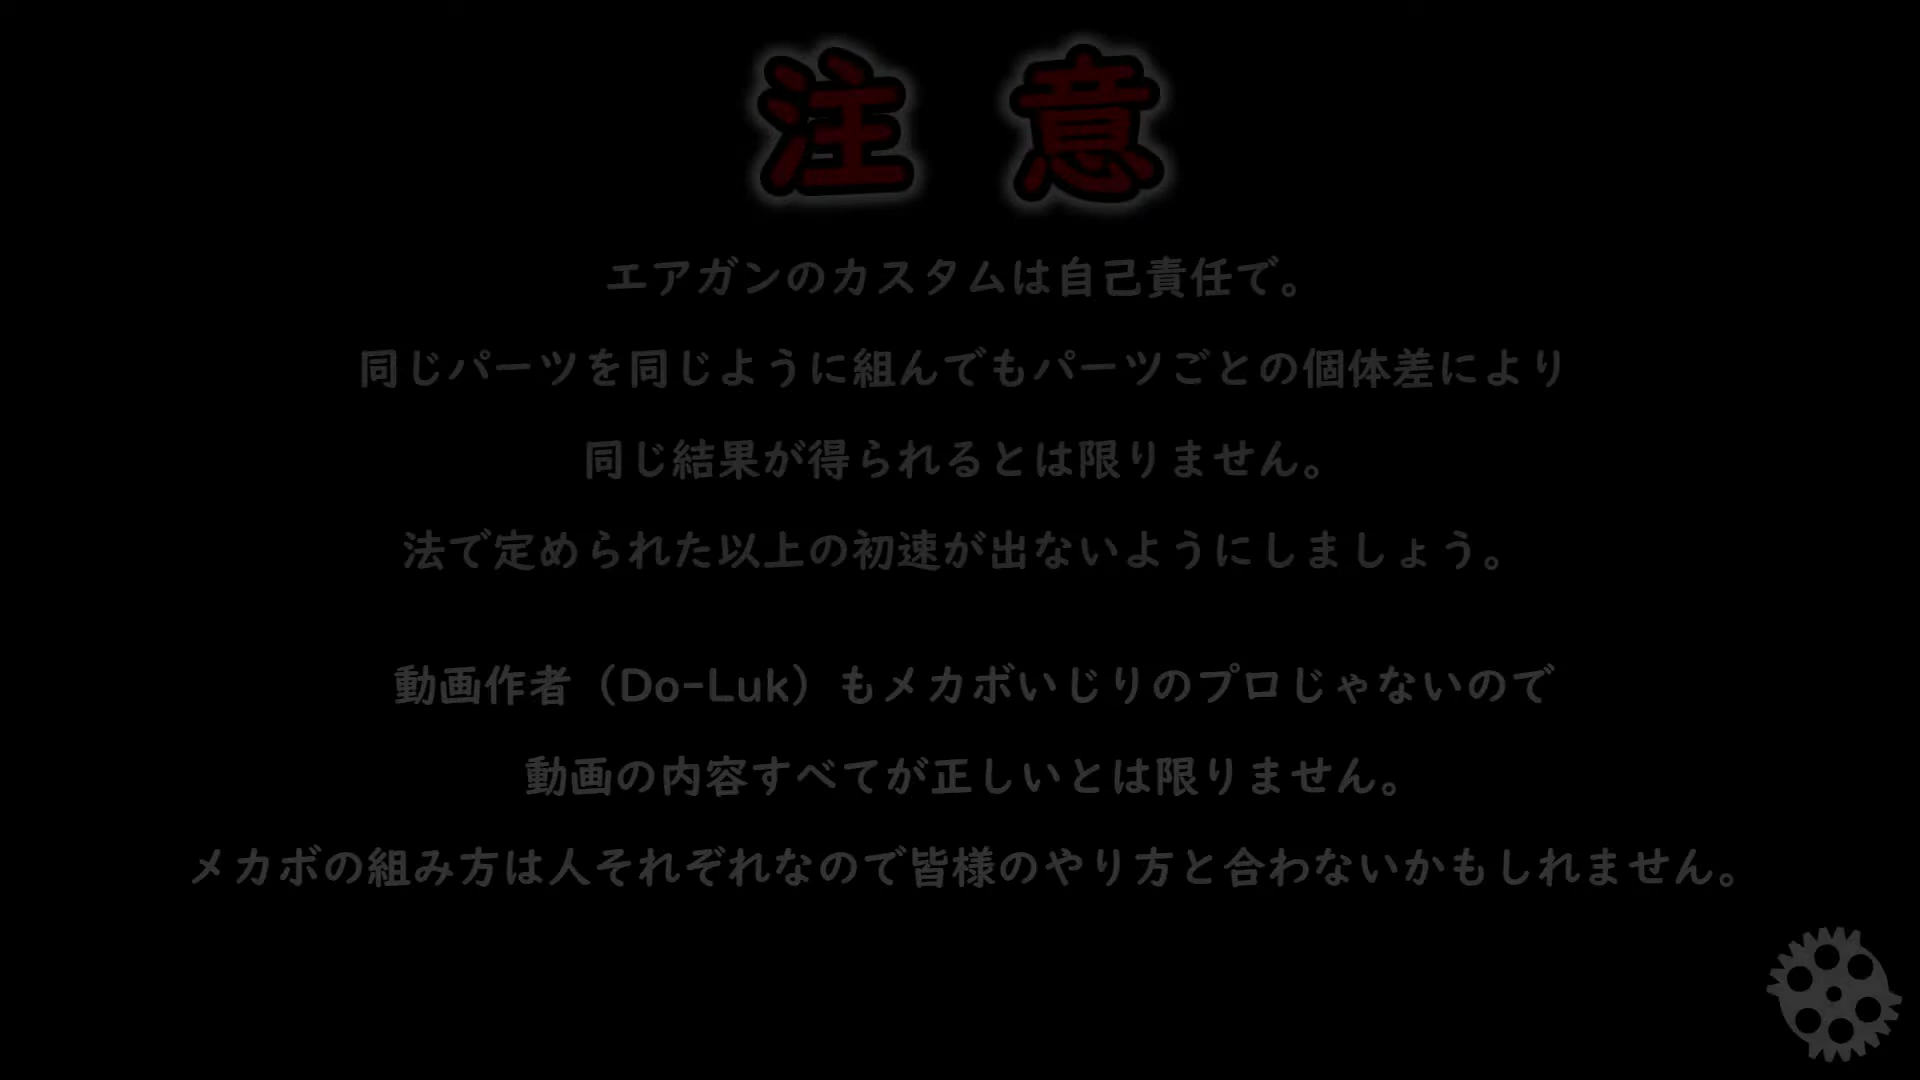 注 意
エアガンのカスタムは自己責任で。
同じパーツを同じように組んでもパーツごとの個体差により
同じ結果が得られるとは限りません。
法で定められた以上の初速が出ないようにしましょう。
動画作者（Do-Luk）もメカボいじりのプロじゃないので
動画の内容すべてが正しいとは限りません。
メカボの組み方は人それぞれなので皆様のやり方と合わないかもしれません。